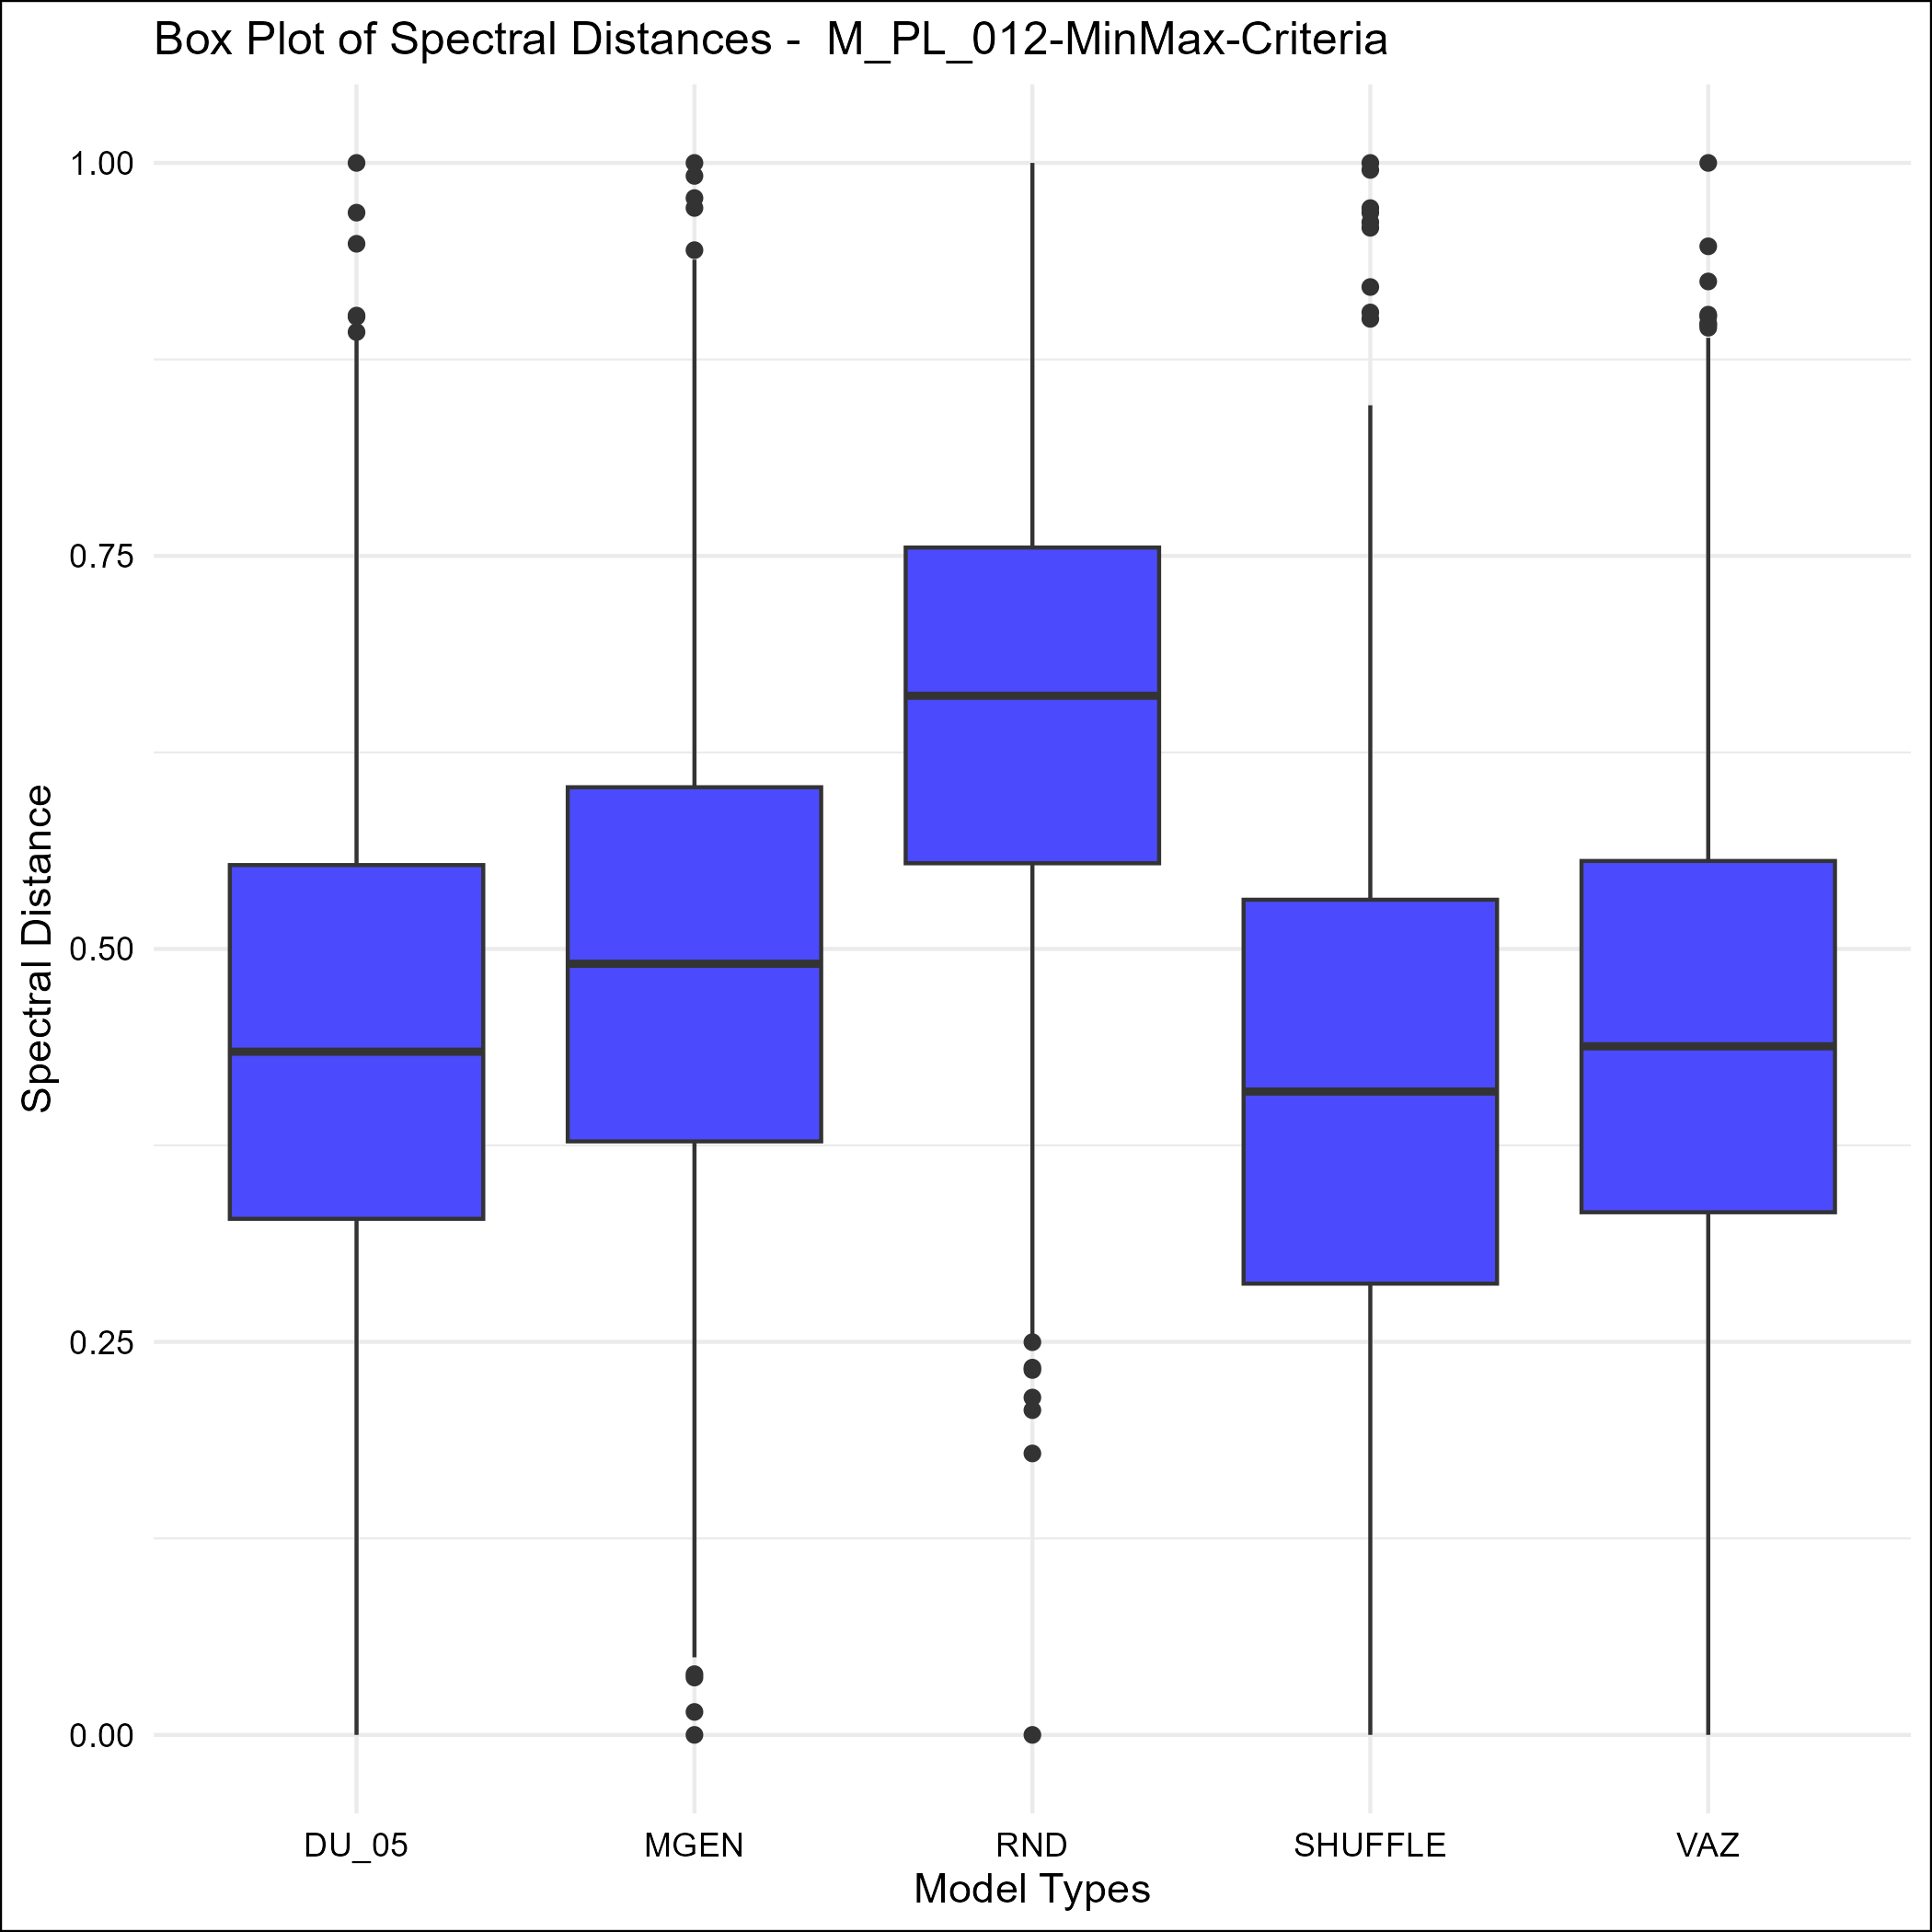 Box Plot of Spectral Distances -  M_PL_012-MinMax-Criteria
Spectral Distance
1.00
0.75
0.50
0.25
0.00
DU_05 MGEN RND SHUFFLE VAZ
Model Types